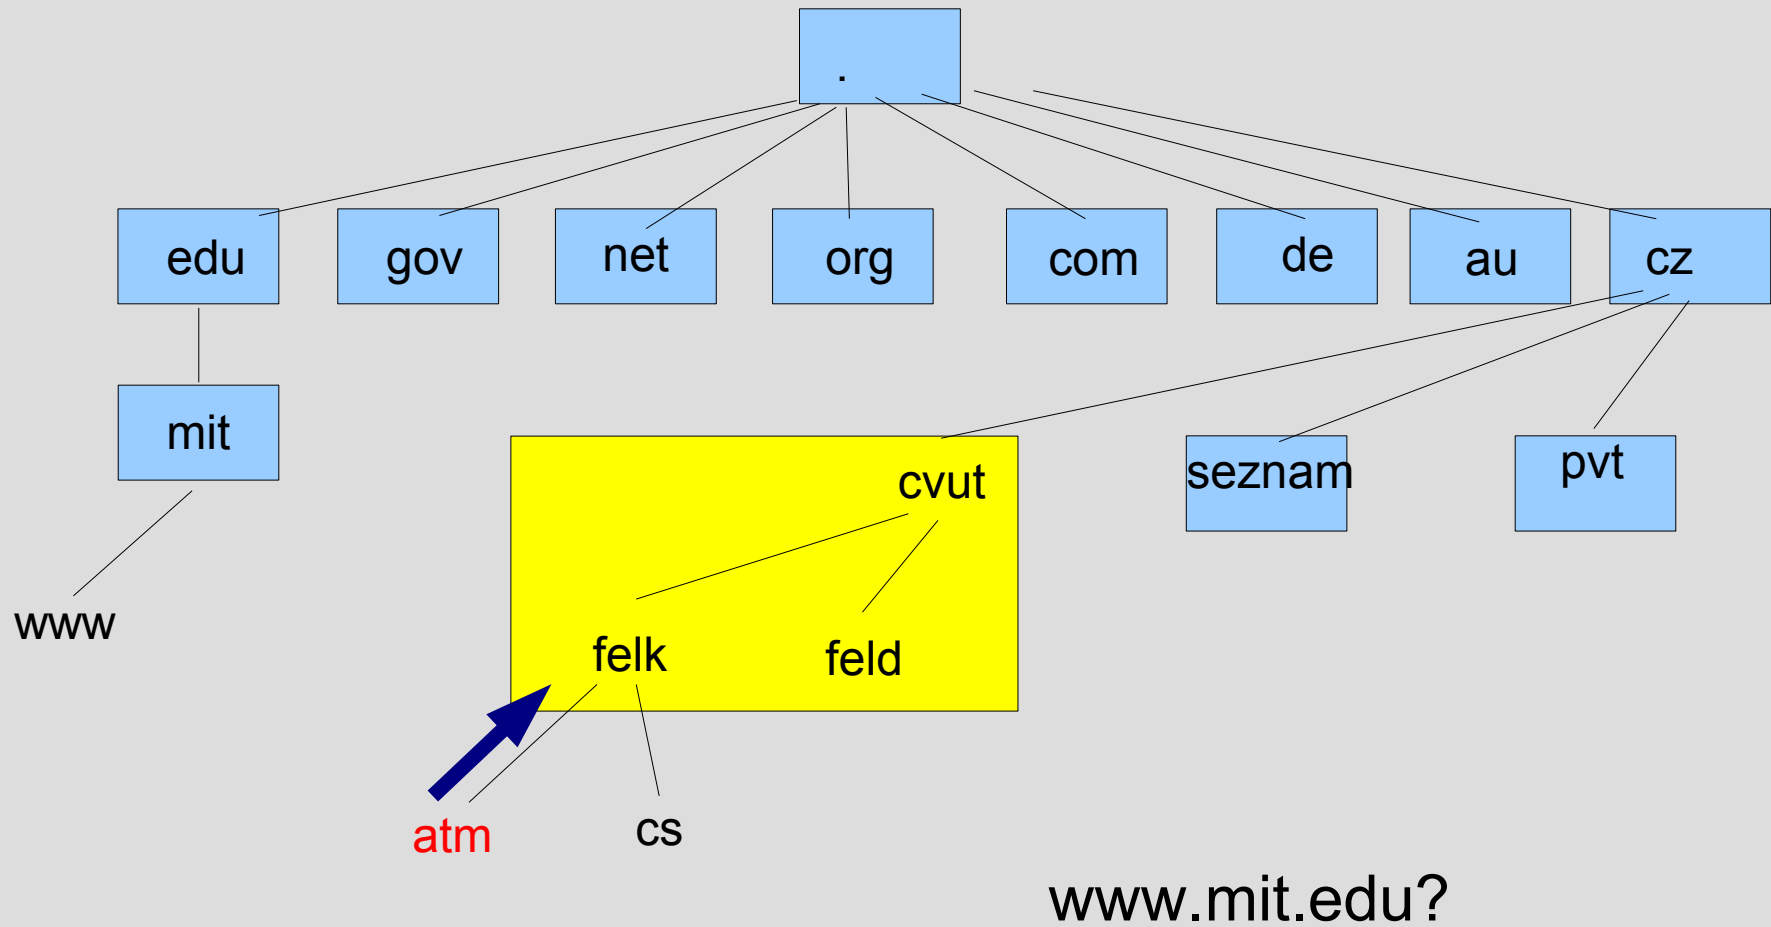 .
edu
gov
net
org
com
de
au
cz
mit
cvut
seznam
pvt
www
felk
feld
atm
cs
www.mit.edu?